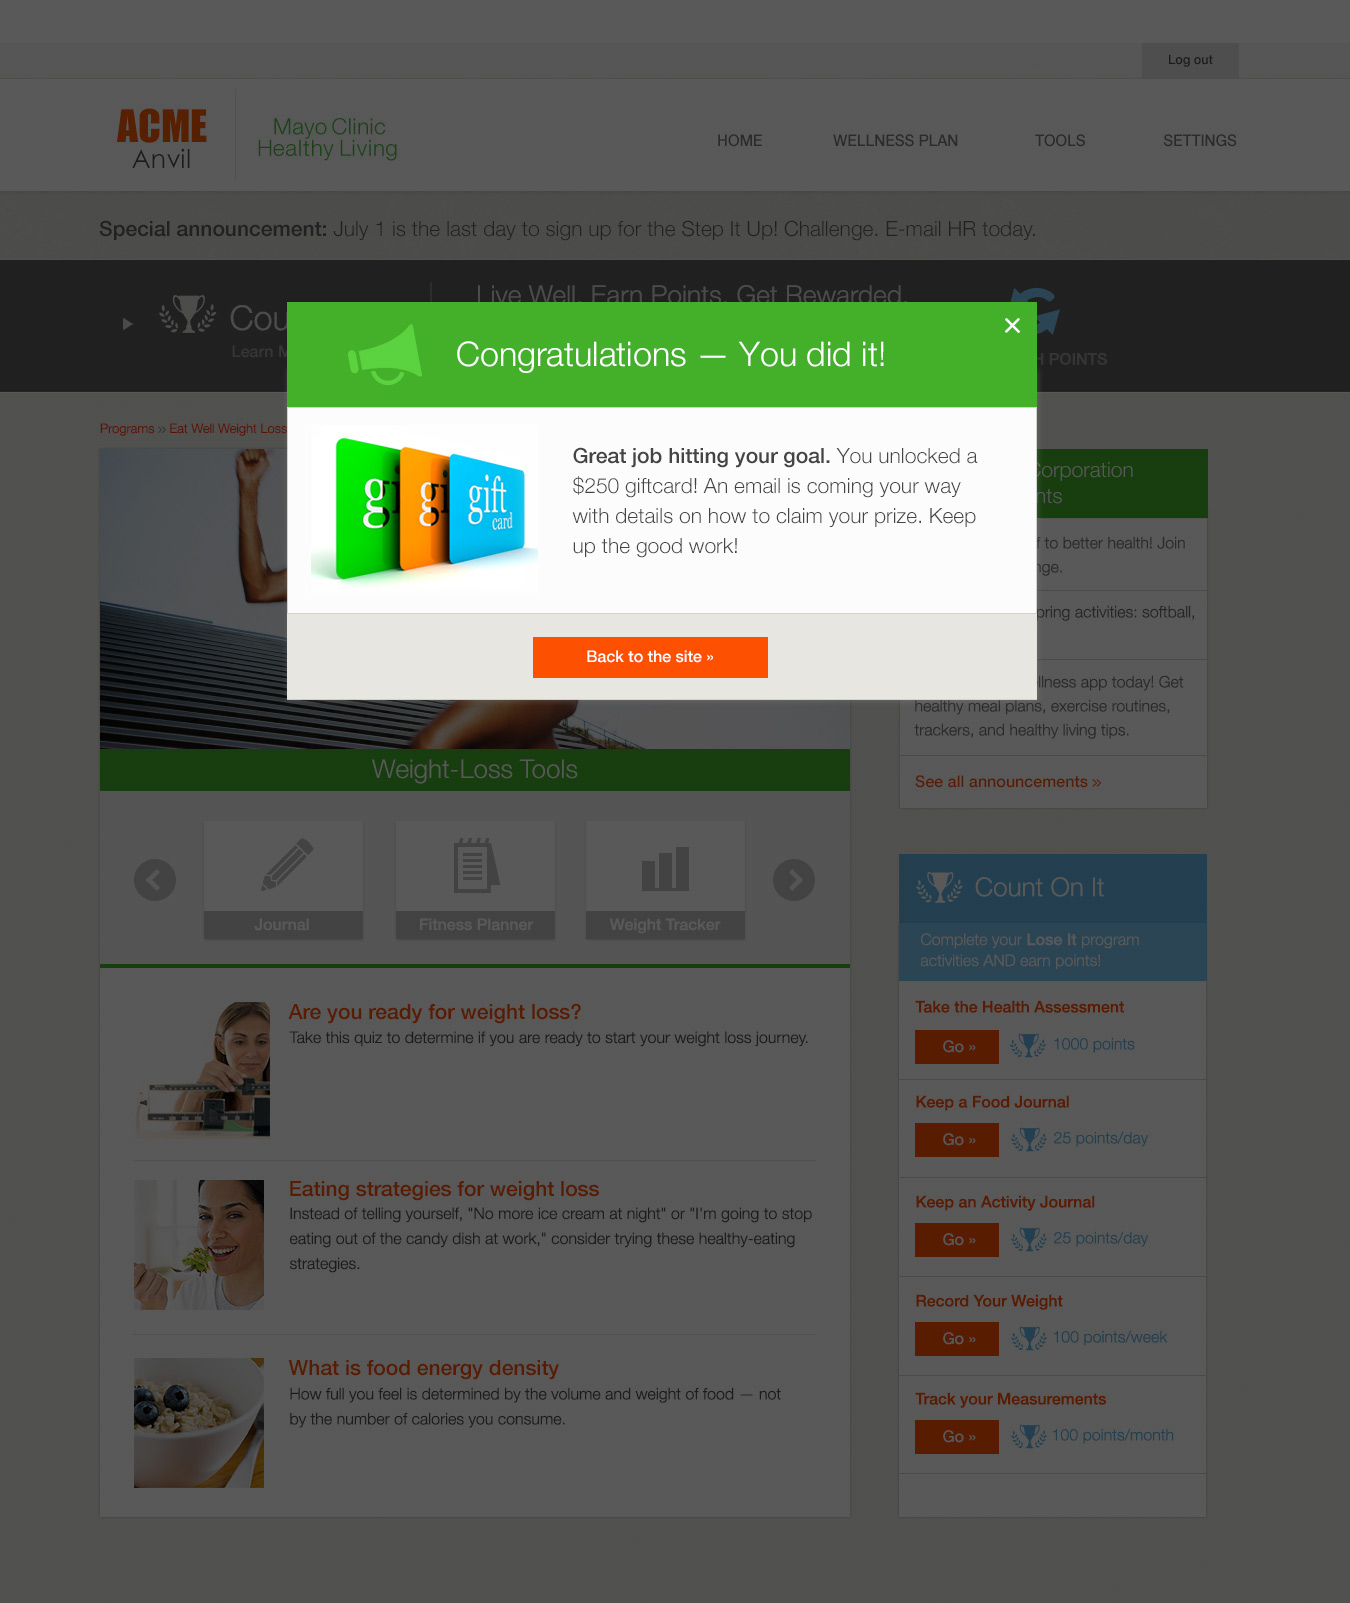 Log out
ACME
Anvil
Mayo Clinic
Healthy Living
HOME
WELLNESS PLAN
TOOLS
SETTINGS
Special announcement: July 1 is the last day to sign up for the Step It Up! Challenge. E-mail HR today.
Live Well. Earn Points. Get Rewarded.
Cou
Learn
POINTS
Congratulations — You did it!
gift
card
Great job hitting your goal. You unlocked a
$250 giftcard! An email is coming your way
with details on how to claim your prize. Keep
up the good work!
Back to the site »
Programs » Eat Well Weight Loss
Corporation
to better health! Join
pring activities: softball,
llness app today! Get
healthy meal plans, exercise routines,
trackers, and healthy living tips.
See all announcements »
Weight-Loss Tools
Journal
Fitness Planner
Weight Tracker
Are you ready for weight loss?
Take this quiz to determine if you are ready to start your weight loss journey.
Eating strategies for weight loss
Instead of telling yourself, "No more ice cream at night" or "I'm going to stop
eating out of the candy dish at work," consider trying these healthy-eating
strategies.
What is food energy density
How full you feel is determined by the volume and weight of food — not
by the number of calories you consume.
Count On It
Complete your Lose It program
activities AND earn points!
Take the Health Assessment
Go »
1000 points
Keep a Food Journal
Go »
25 points/day
Keep an Activity Journal
Go »
25 points/day
Record Your Weight
Go »
100 points/week
Track your Measurements
Go »
100 points/month